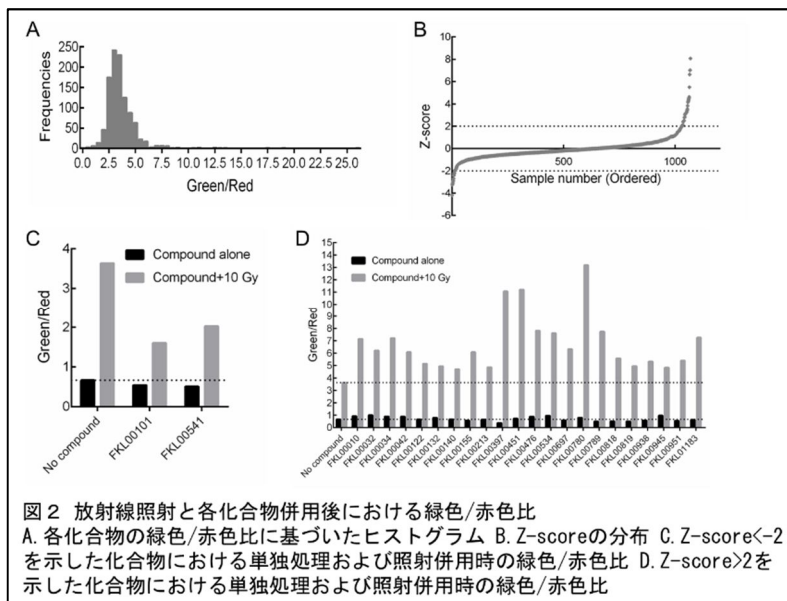 A
Frequencies
250
200
150
100
50
0
0.0 2.5 5.0 7.5 10.0 12.5 15.0 17.5 20.0 22.5 25.0
Green/Red
B
Z-score
10
8
6
4
2
0
-2
-4
-6
500 1000
Sample number (Ordered)
C
Green/Red
4
3
2
1
0
Compound alone
Compound+10 Gy
No compound
FKL00101
FKL00541
D
Green/Red
15
14
13
12
11
10
9
8
7
6
5
4
3
2
1
0
Compound alone
Compound+10 Gy
No compound
FKL00010
FKL00032
FKL00034
FKL00042
FKL00122
FKL00132
FKL00140
FKL00155
FKL00213
FKL00397
FKL00451
FKL00476
FKL00534
FKL00697
FKL00780
FKL00789
FKL00818
FKL00819
FKL00938
FKL00945
FKL00951
FKL01183
図2 放射線照射と各化合物併用後における緑色/赤色比
A.各化合物の緑色/赤色比に基づいたヒストグラム B.Z-scoreの分布 C.Z-score<-2
を示した化合物における単独処理および照射併用時の緑色/赤色比 D.Z-score>2を
示した化合物における単独処理および照射併用時の緑色/赤色比